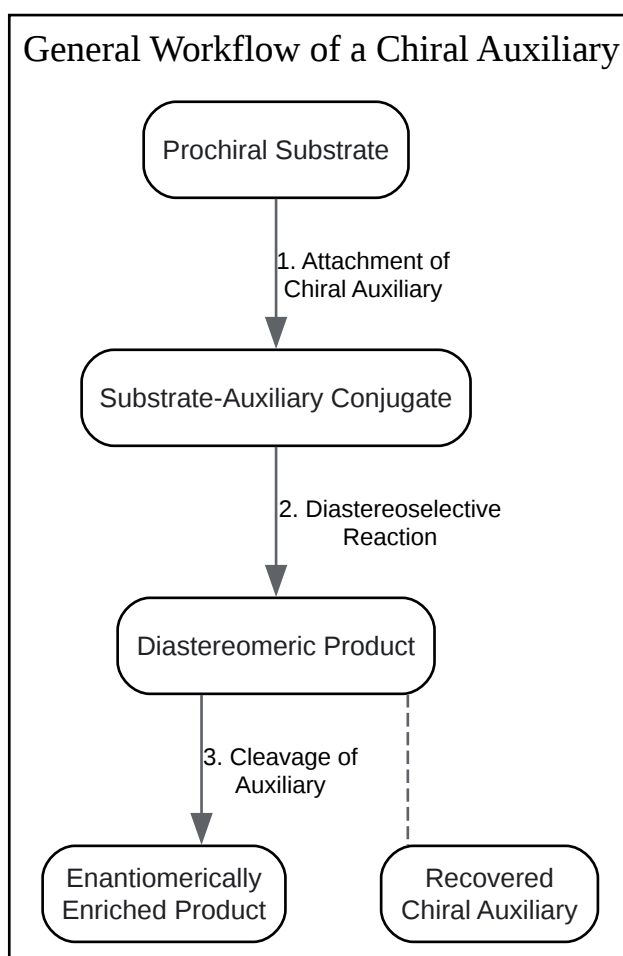 General Workflow of a Chiral Auxiliary
Prochiral Substrate
1. Attachment of
Chiral Auxiliary
Substrate-Auxiliary Conjugate
2. Diastereoselective
Reaction
Diastereomeric Product
3. Cleavage of
Auxiliary
Enantiomerically
Enriched Product
Recovered
Chiral Auxiliary